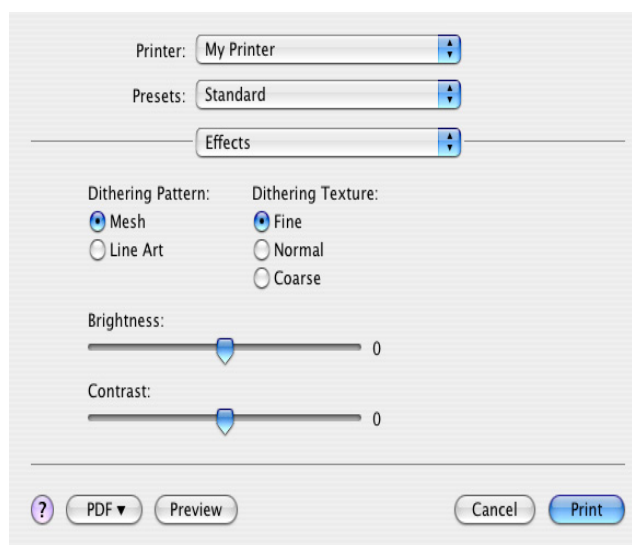 Printer: My Printer
Presets: Standard
Effects
Dithering Pattern: Dithering Texture:
Mesh Fine
Line Art Normal
Coarse
Brightness:
0
Contrast:
0
? PDF▼ Preview Cancel Print